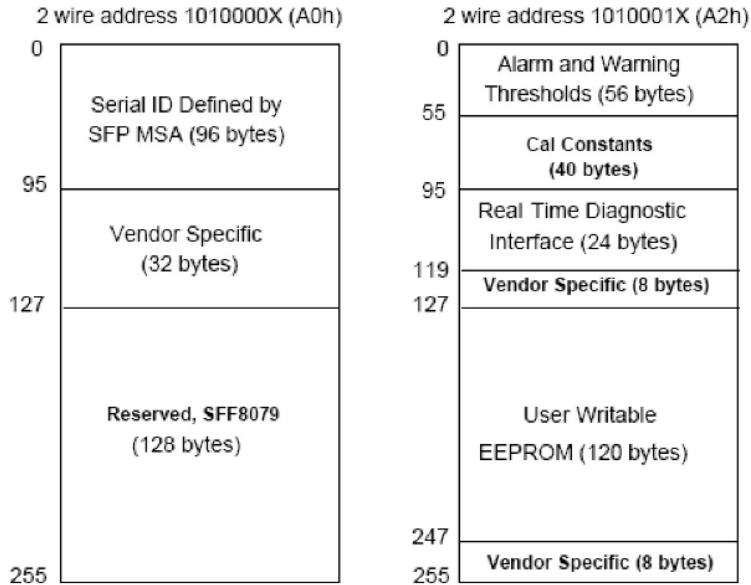 2 wire address 1010000X (A0h)
0
Serial ID Defined by
SFP MSA (96 bytes)
95
Vendor Specific
(32 bytes)
127
Reserved, SFF8079
(128 bytes)
255
2 wire address 1010001X (A2h)
0
Alarm and Warning
Thresholds (56 bytes)
55
Cal Constants
(40 bytes)
95
Real Time Diagnostic
Interface (24 bytes)
119
Vendor Specific (8 bytes)
127
User Writable
EEPROM (120 bytes)
247
Vendor Specific (8 bytes)
255